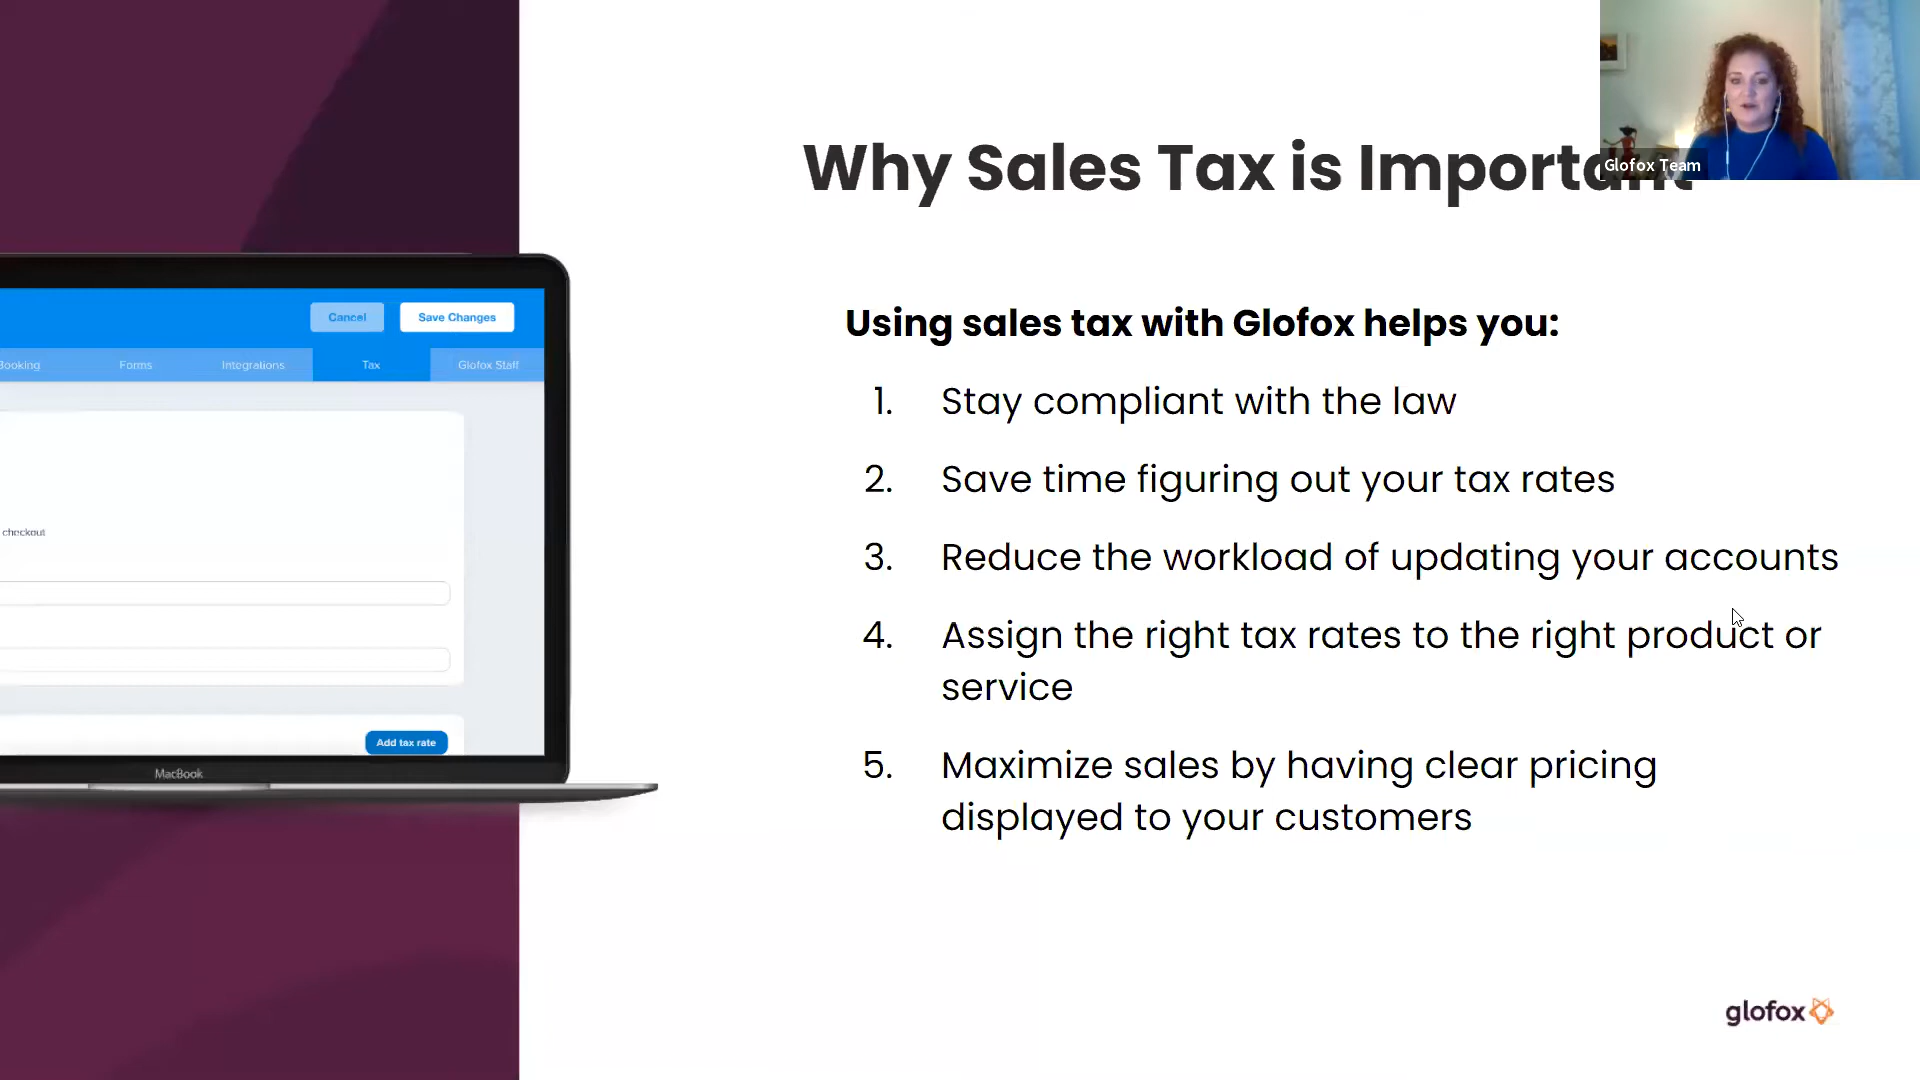 Why Sales Tax is Important
Glofox Team
Using sales tax with Glofox helps you:
1. Stay compliant with the law
2. Save time figuring out your tax rates
3. Reduce the workload of updating your accounts
4. Assign the right tax rates to the right product or
service
5. Maximize sales by having clear pricing
displayed to your customers
Cancel Save Changes
Booking Forms Integrations Tax Glofox Staff
checkout
Add tax rate
MacBook
glofox